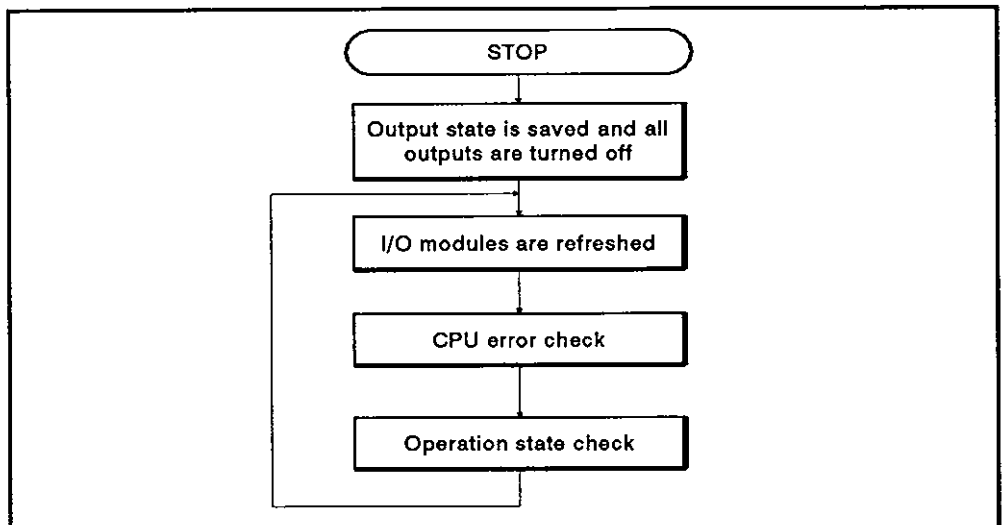 STOP
Output state is saved and all
outputs are turned off
I/O modules are refreshed
CPU error check
Operation state check